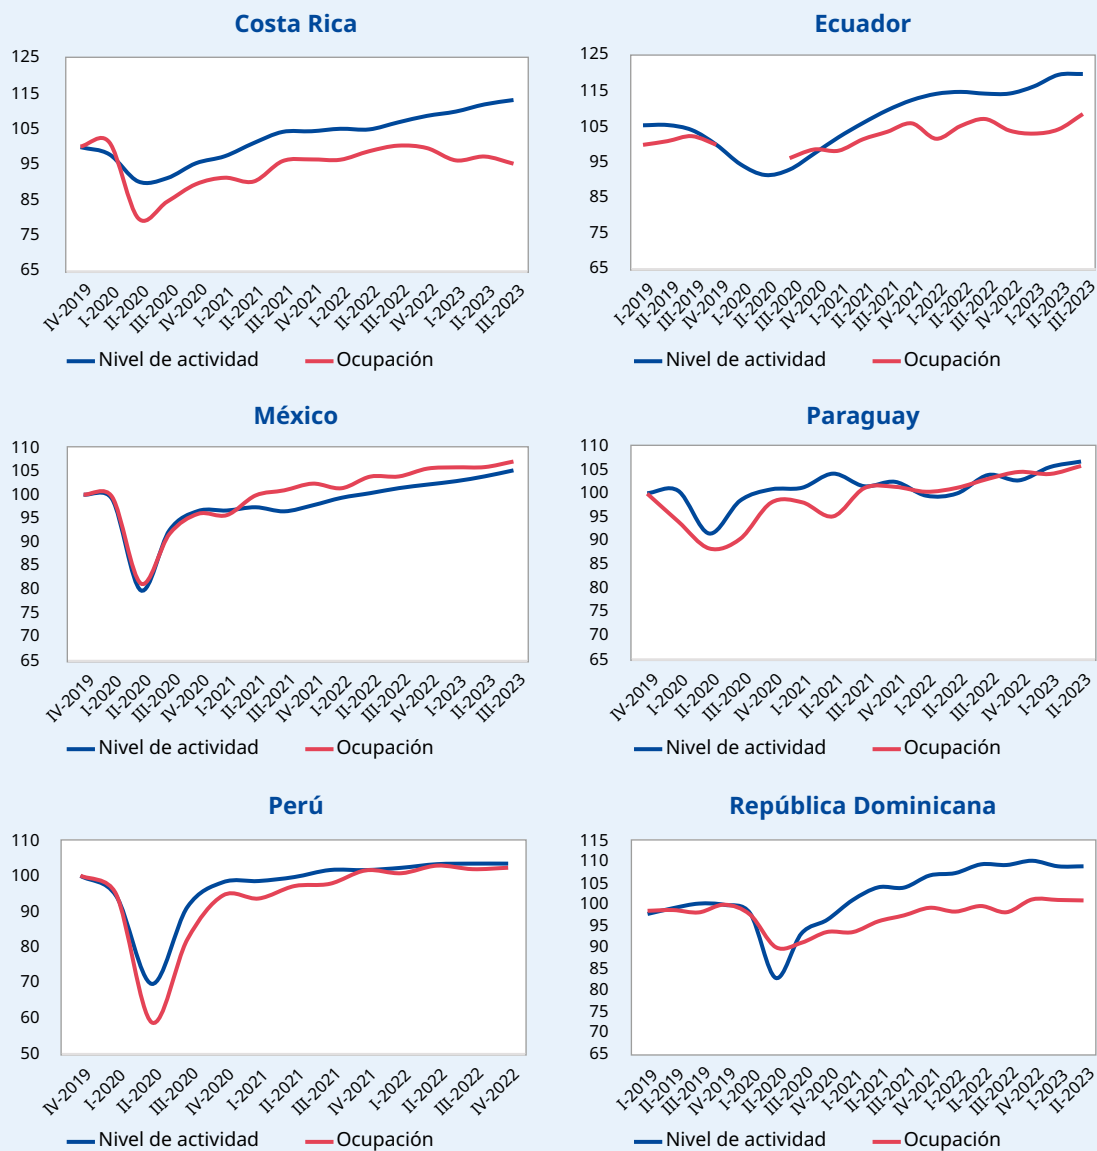 Costa Rica
125
115
105
95
85
75
65
IV-2019
I-2020
II-2020
III-2020
IV-2020
I-2021
II-2021
III-2021
IV-2021
I-2022
II-2022
III-2022
IV-2022
I-2023
II-2023
III-2023
Nivel de actividad
Ocupación
Ecuador
125
115
105
95
85
75
65
I-2019
II-2019
III-2019
IV-2019
I-2020
II-2020
III-2020
IV-2020
I-2021
II-2021
III-2021
IV-2021
I-2022
II-2022
III-2022
IV-2022
I-2023
II-2023
III-2023
Nivel de actividad
Ocupación
México
110
105
100
95
90
85
80
75
70
65
IV-2019
I-2020
II-2020
III-2020
IV-2020
I-2021
II-2021
III-2021
IV-2021
I-2022
II-2022
III-2022
IV-2022
I-2023
II-2023
III-2023
Nivel de actividad
Ocupación
Paraguay
110
105
100
95
90
85
80
75
70
65
IV-2019
I-2020
II-2020
III-2020
IV-2020
I-2021
II-2021
III-2021
IV-2021
I-2022
II-2022
III-2022
IV-2022
I-2023
II-2023
Nivel de actividad
Ocupación
Perú
110
100
90
80
70
60
50
IV-2019
I-2020
II-2020
III-2020
IV-2020
I-2021
II-2021
III-2021
IV-2021
I-2022
II-2022
III-2022
IV-2022
Nivel de actividad
Ocupación
República Dominicana
115
110
105
100
95
90
85
80
75
70
65
I-2019
II-2019
III-2019
IV-2019
I-2020
II-2020
III-2020
IV-2020
I-2021
II-2021
III-2021
IV-2021
I-2022
II-2022
III-2022
IV-2022
I-2023
II-2023
Nivel de actividad
Ocupación